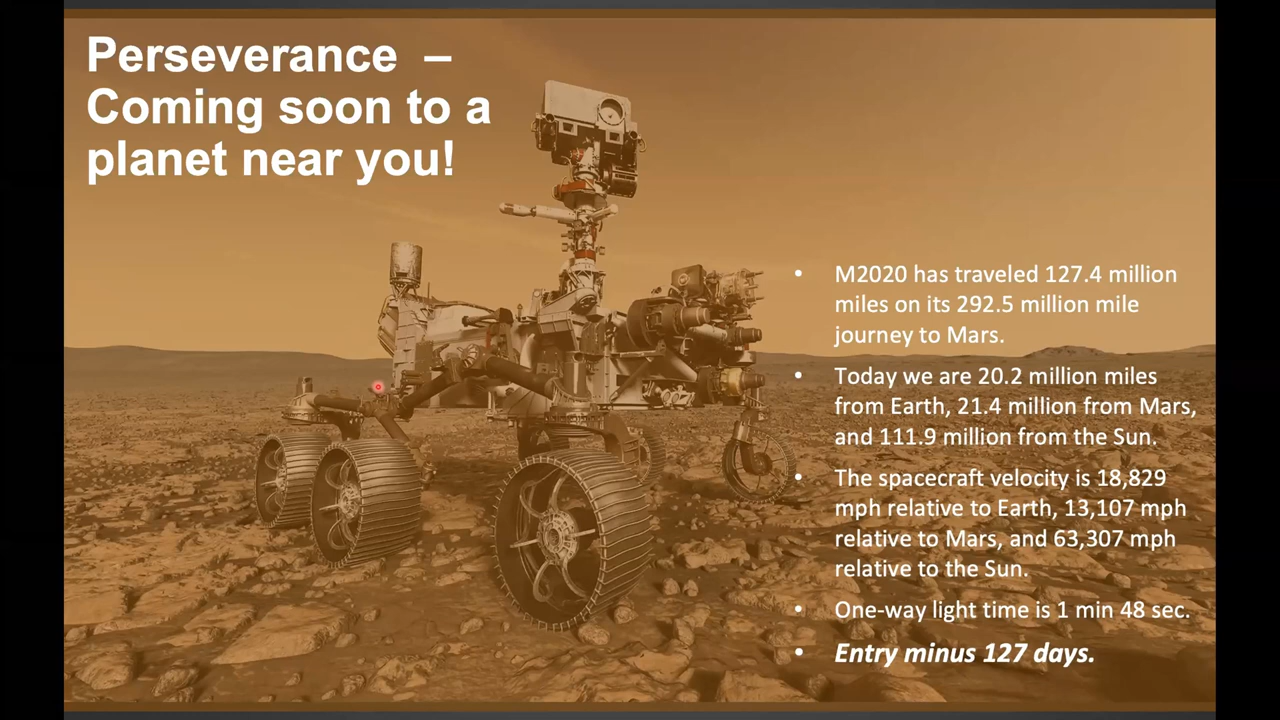 Perseverance –
Coming soon to a
planet near you!
• M2020 has traveled 127.4 million
miles on its 292.5 million mile
journey to Mars.
• Today we are 20.2 million miles
from Earth, 21.4 million from Mars,
and 111.9 million from the Sun.
• The spacecraft velocity is 18,829
mph relative to Earth, 13,107 mph
relative to Mars, and 63,307 mph
relative to the Sun.
• One-way light time is 1 min 48 sec.
• Entry minus 127 days.